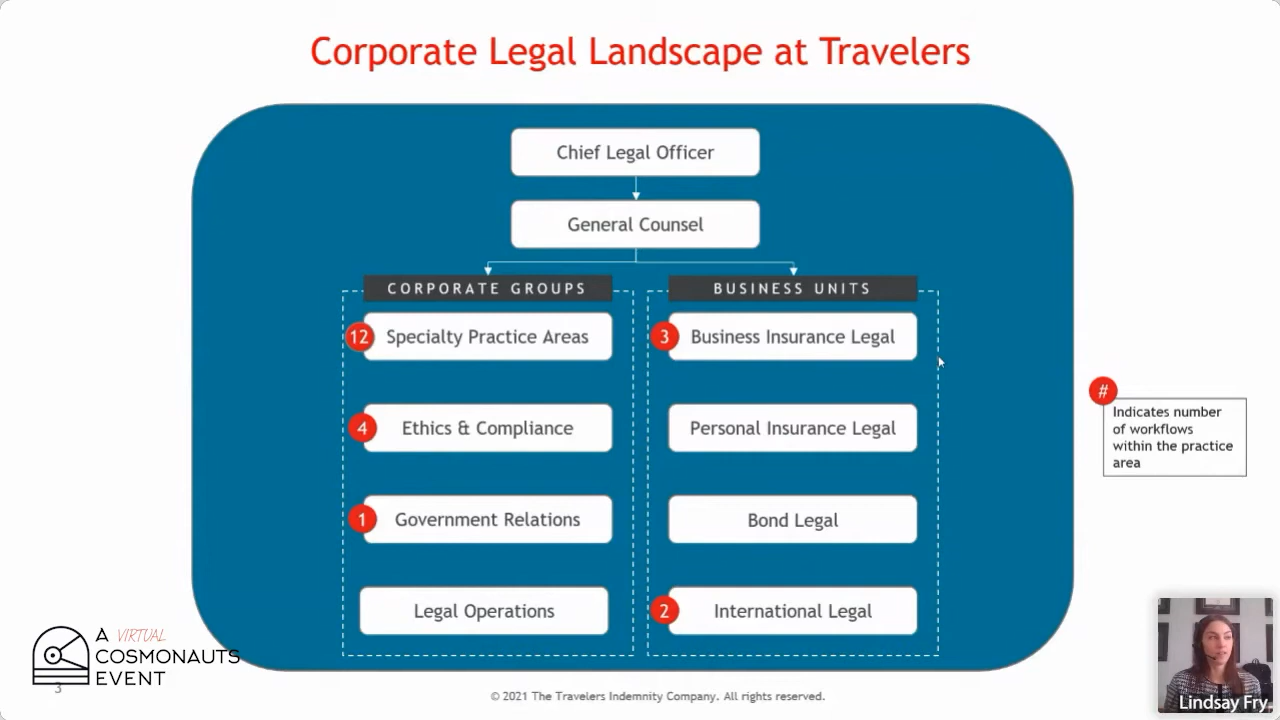 Corporate Legal Landscape at Travelers
Chief Legal Officer
General Counsel
CORPORATE GROUPS
12
Specialty Practice Areas
4
Ethics & Compliance
1
Government Relations
Legal Operations
BUSINESS UNITS
3
Business Insurance Legal
Personal Insurance Legal
Bond Legal
2
International Legal
#
Indicates number
of workflows
within the practice
area
A VIRTUAL
COSMONAUTS
EVENT
3
© 2021 The Travelers Indemnity Company. All rights reserved.
Lindsay Fry